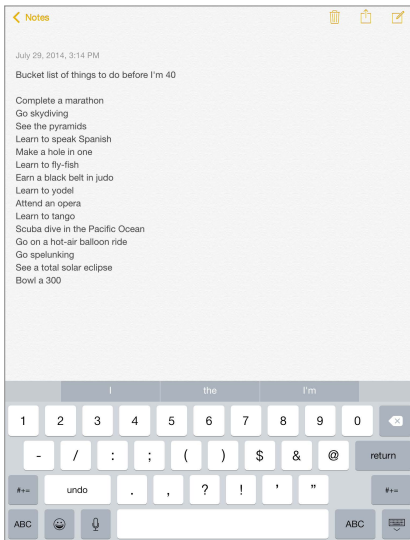 Notes
July 29, 2014, 3:14 PM
Bucket list of things to do before I'm 40
Complete a marathon
Go skydiving
See the pyramids
Learn to speak Spanish
Make a hole in one
Learn to fly-fish
Earn a black belt in judo
Learn to yodel
Attend an opera
Learn to tango
Scuba dive in the Pacific Ocean
Go on a hot-air balloon ride
Go spelunking
See a total solar eclipse
Bowl a 300
I the I'm
1 2 3 4 5 6 7 8 9 0
- / : ; ( ) $ & @ return
#+= undo . , ? ! ' " #+=
ABC ABC